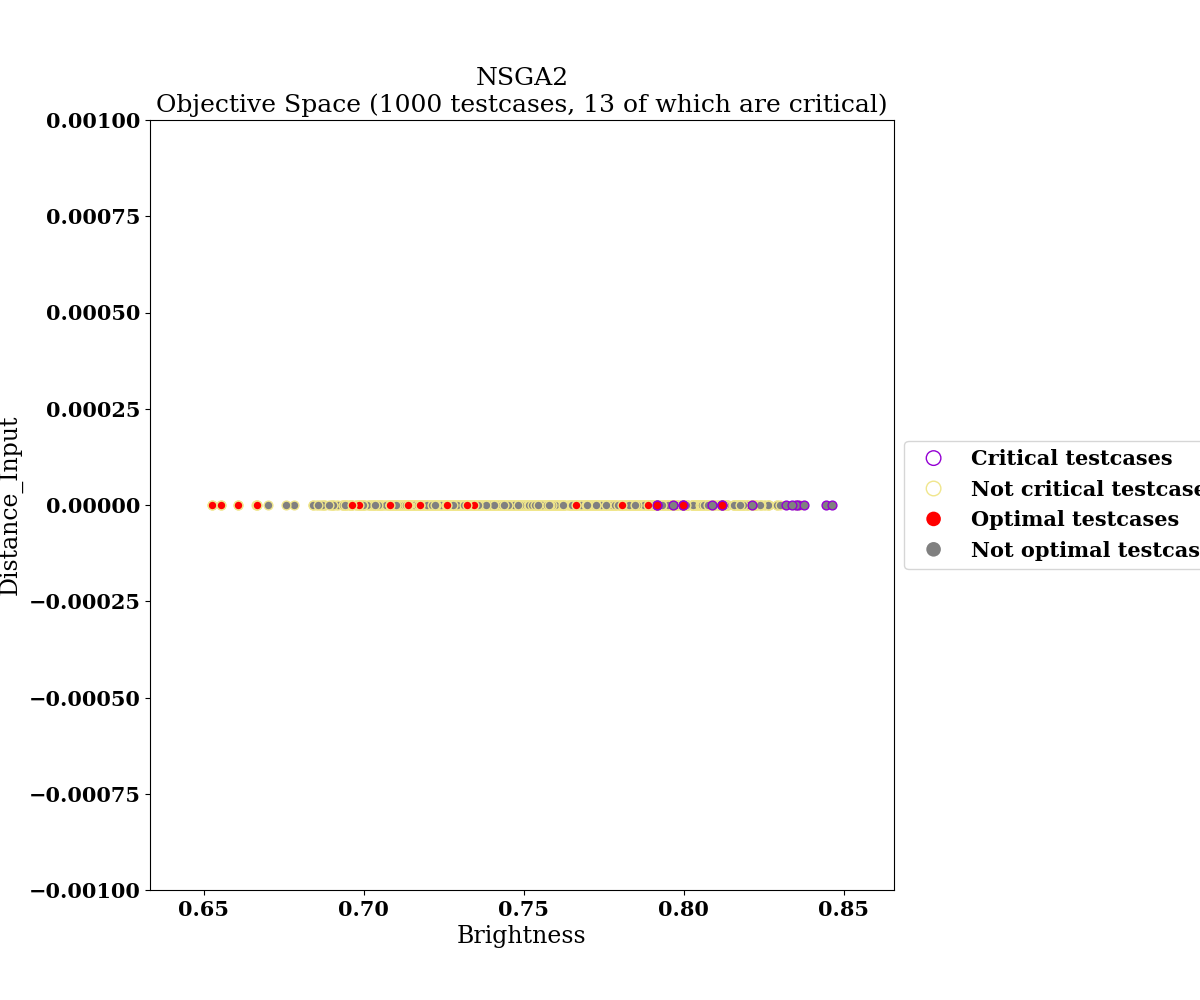 NSGA2
Objective Space (1000 testcases, 13 of which are critical)
0.00100
0.00075
0.00050
0.00025
0.00000
−0.00025
−0.00050
−0.00075
−0.00100
Distance_Input
0.65 0.70 0.75 0.80 0.85
Brightness
Critical testcases
Not critical testcase
Optimal testcases
Not optimal testcas